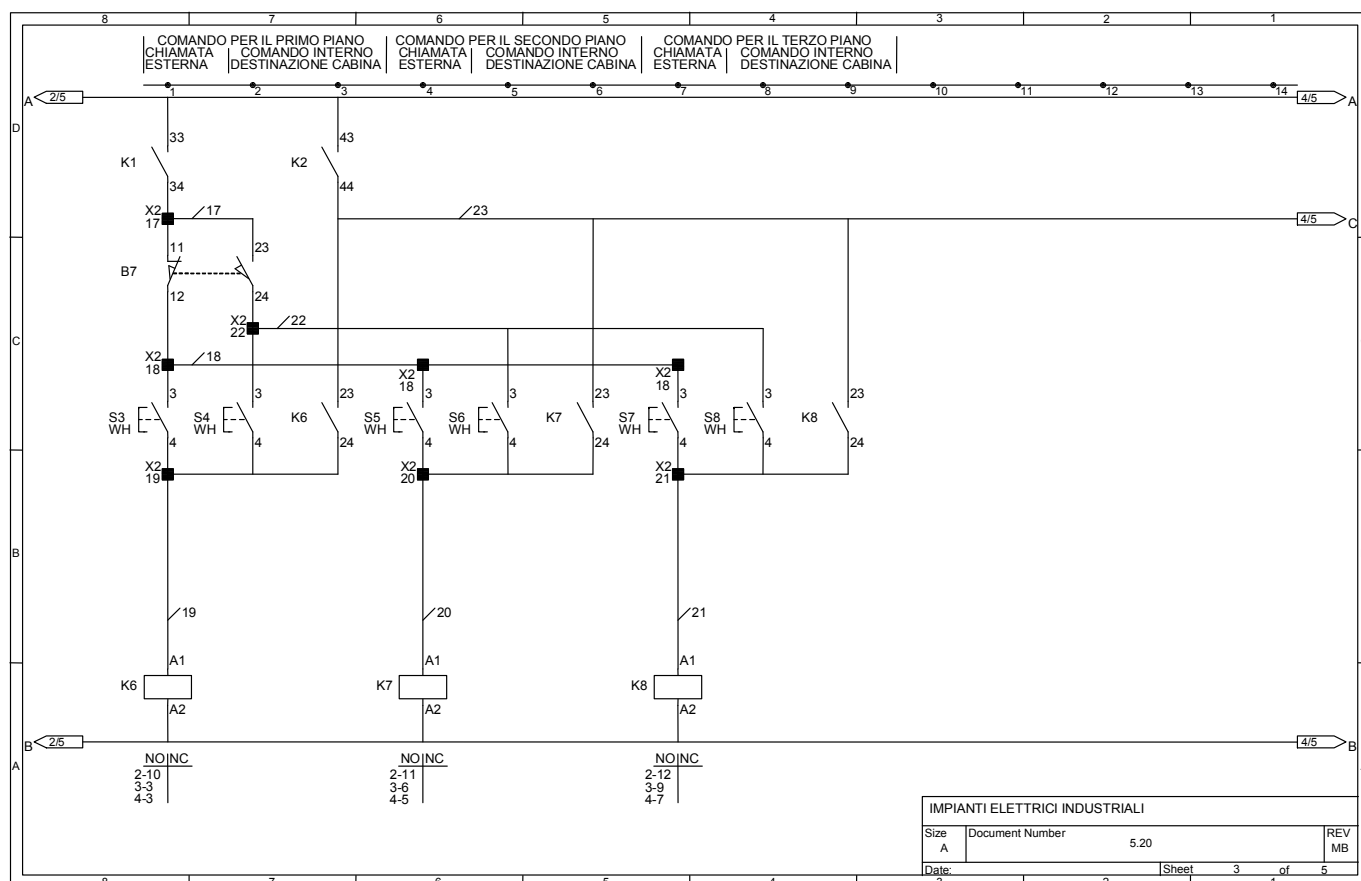 8 7 6 5 4 3 2 1
COMANDO PER IL PRIMO PIANO COMANDO PER IL SECONDO PIANO COMANDO PER IL TERZO PIANO
CHIAMATA COMANDO INTERNO CHIAMATA COMANDO INTERNO CHIAMATA COMANDO INTERNO
ESTERNA DESTINAZIONE CABINA ESTERNA DESTINAZIONE CABINA ESTERNA DESTINAZIONE CABINA
1 2 3 4 5 6 7 8 9 10 11 12 13 14
A 2/5 4/5 A
D
33 43
K1 K2
34 44
X2 17 23
17 4/5 C
11 23
B7
12 24
X2 22
22
C
X2 18 X2 X2
18 18 18
3 3 23 3 3 23 3 3 23
S3 S4 K6 S5 S6 K7 S7 S8 K8
WH WH WH WH WH WH
4 4 24 4 4 24 4 4 24
X2 X2 X2
19 20 21
B
19 20 21
A1 A1 A1
K6 K7 K8
A2 A2 A2
B 2/5 4/5 B
A
NO NC NO NC NO NC
2-10 2-11 2-12
3-3 3-6 3-9
4-3 4-5 4-7
IMPIANTI ELETTRICI INDUSTRIALI
Size Document Number REV
A 5.20 MB
Date: Sheet 3 of 5
8 7 6 5 4 3 2 1